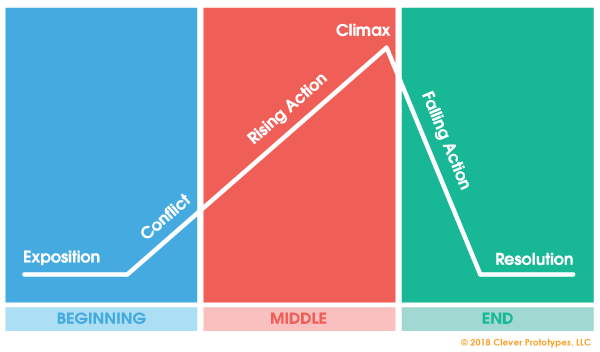 Climax
Rising Action
Falling Action
Conflict
Exposition
Resolution
BEGINNING
MIDDLE
END
© 2018 Clever Prototypes, LLC